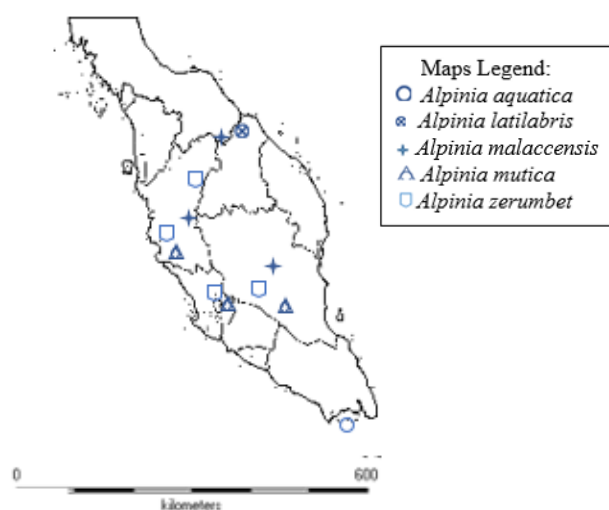 Maps Legend:
Alpinia aquatica
Alpinia latilabris
Alpinia malaccensis
Alpinia mutica
Alpinia zerumbet
0 600
kilometers